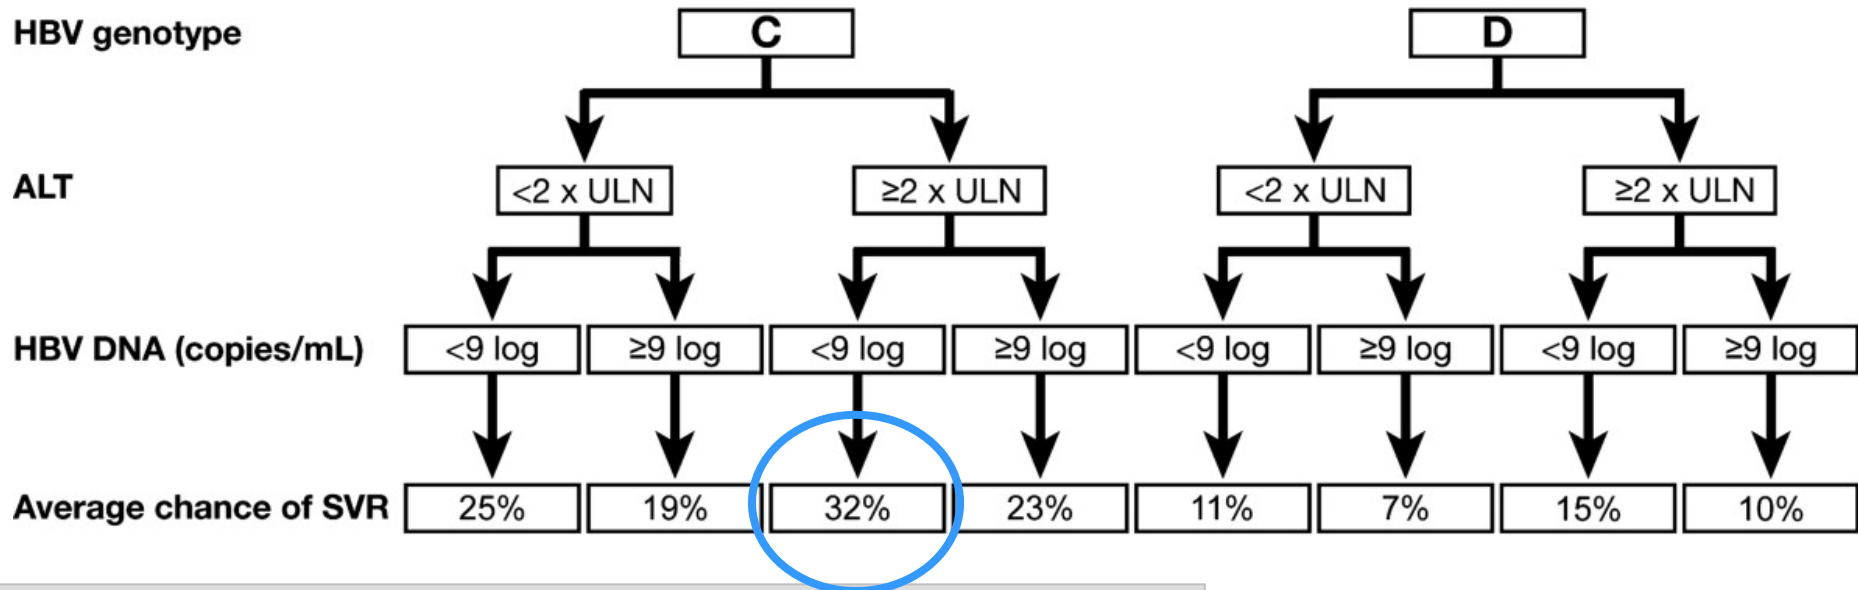 HBV genotype C D
ALT <2 x ULN ≥2 x ULN <2 x ULN ≥2 x ULN
HBV DNA (copies/mL) <9 log ≥9 log <9 log ≥9 log <9 log ≥9 log <9 log ≥9 log
Average chance of SVR 25% 19% 32% 23% 11% 7% 15% 10%